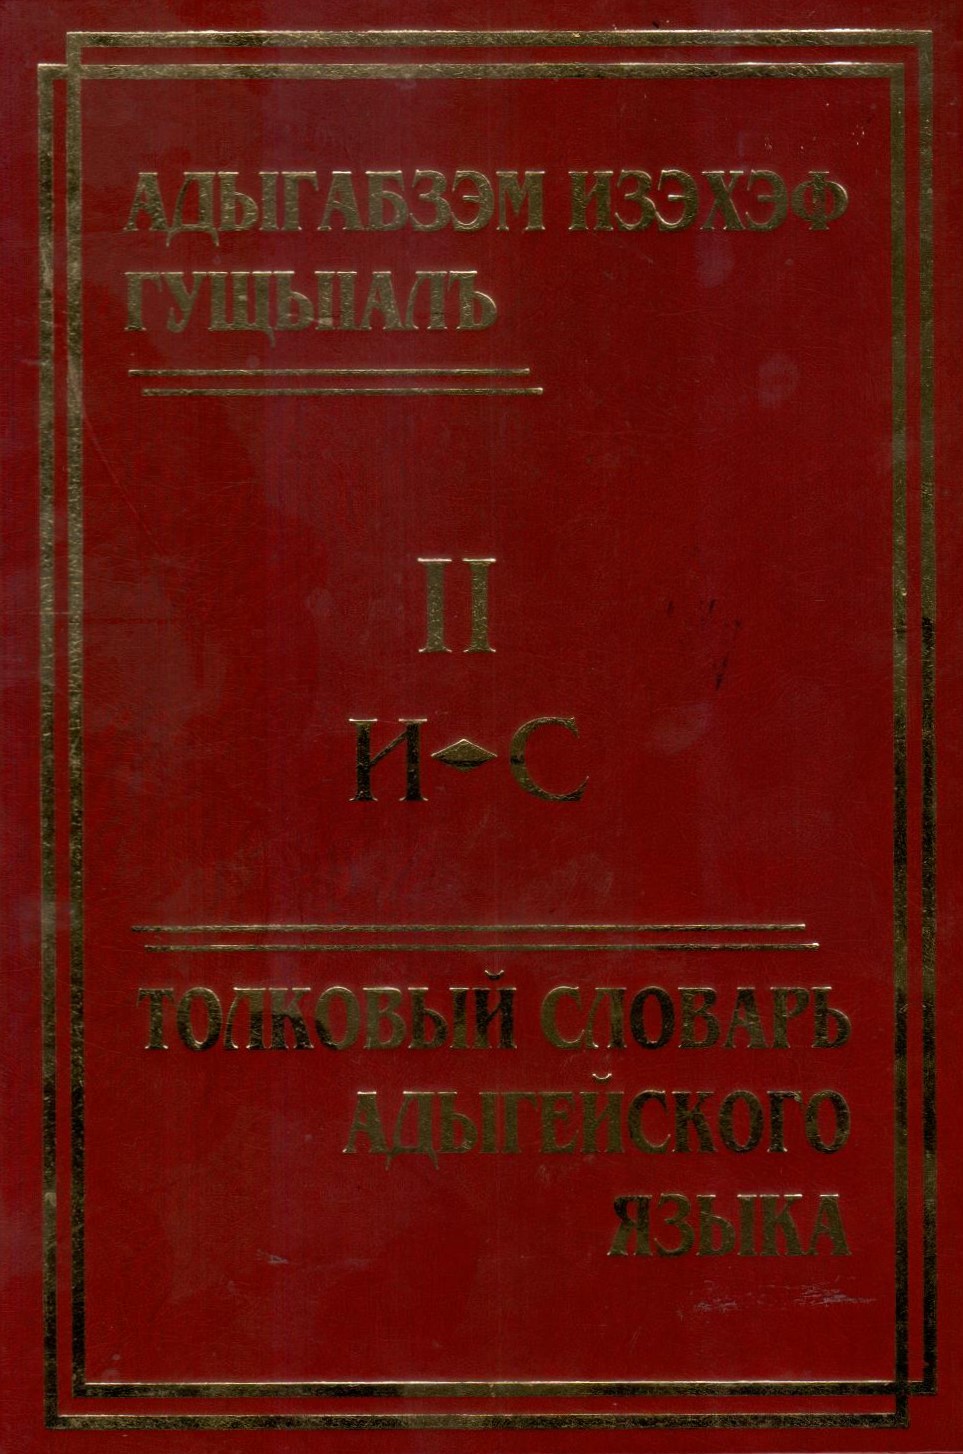 АДЫГАБЗЭМ ИЗЭХЭФ
ГУЩЫIАЛЪ
II
И-С
ТОЛКОВЫЙ СЛОВАРЬ
АДЫГЕЙСКОГО
ЯЗЫКА